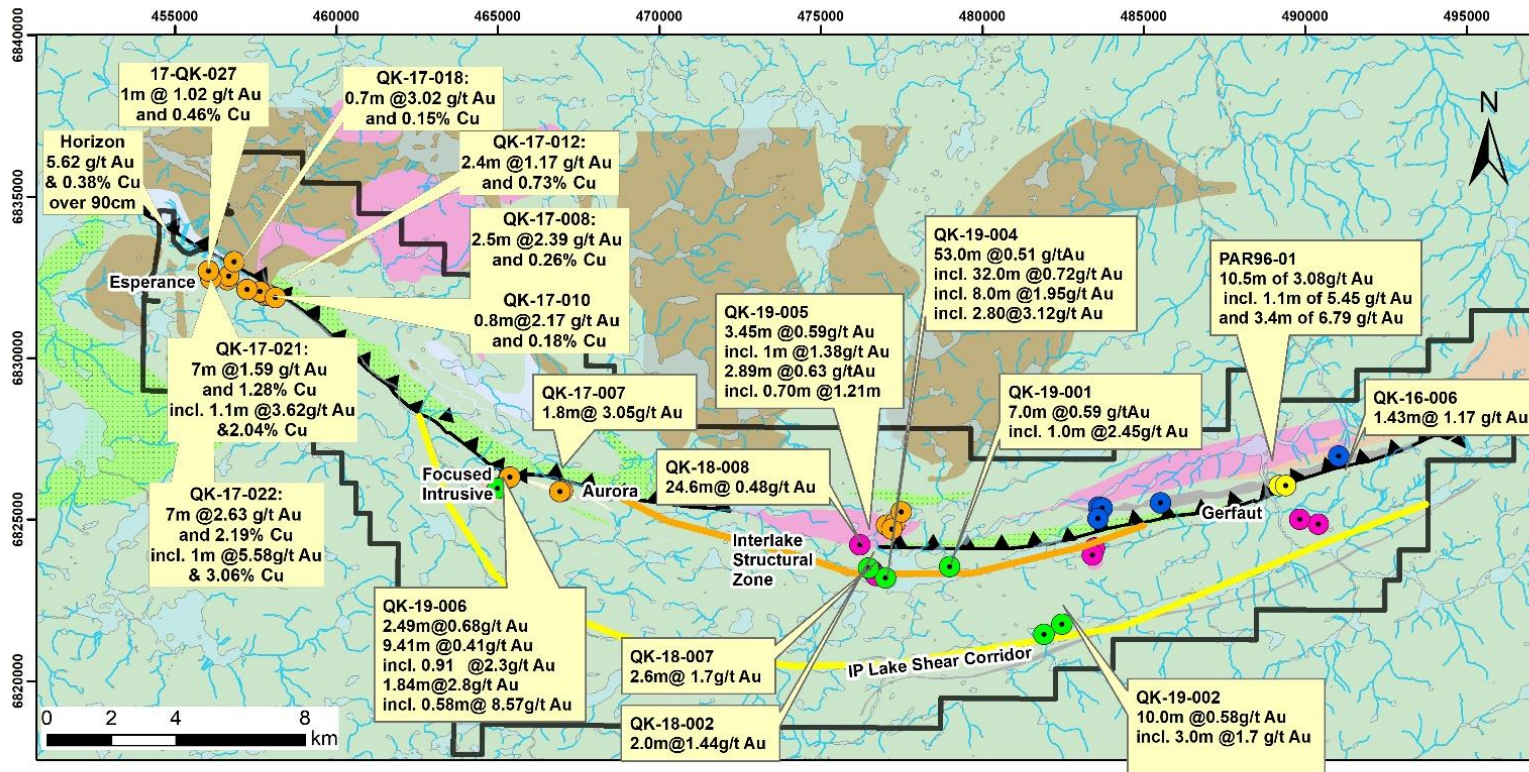 455000
460000
465000
470000
475000
480000
485000
490000
495000
6840000
6835000
6830000
6825000
6820000
17-QK-027
1m @ 1.02 g/t Au
and 0.46% Cu
QK-17-018:
0.7m @3.02 g/t Au
and 0.15% Cu
Horizon
5.62 g/t Au
& 0.38% Cu
over 90cm
QK-17-012:
2.4m @1.17 g/t Au
and 0.73% Cu
QK-17-008:
2.5m @2.39 g/t Au
and 0.26% Cu
QK-17-010
0.8m@2.17 g/t Au
and 0.18% Cu
Esperance
QK-17-021:
7m @1.59 g/t Au
and 1.28% Cu
incl. 1.1m @3.62g/t Au
&2.04% Cu
QK-17-022:
7m @2.63 g/t Au
and 2.19% Cu
incl. 1m @5.58g/t Au
& 3.06% Cu
QK-17-007
1.8m@ 3.05g/t Au
Focused
Intrusive
Aurora
QK-19-006
2.49m@0.68g/t Au
9.41m @0.41g/t Au
incl. 0.91 @2.3g/t Au
1.84m@2.8g/t Au
incl. 0.58m@ 8.57g/t Au
QK-19-005
3.45m @0.59g/t Au
incl. 1m @1.38g/t Au
2.89m @0.63 g/tAu
incl. 0.70m @1.21m
QK-19-004
53.0m @0.51 g/tAu
incl. 32.0m @0.72g/t Au
incl. 8.0m @1.95g/t Au
incl. 2.80@3.12g/t Au
QK-18-008
24.6m@ 0.48g/t Au
QK-19-001
7.0m @0.59 g/tAu
incl. 1.0m @2.45g/t Au
PAR96-01
10.5m of 3.08g/t Au
incl. 1.1m of 5.45 g/t Au
and 3.4m of 6.79 g/t Au
QK-16-006
1.43m@ 1.17 g/t Au
Gerfaut
Interlake
Structural
Zone
IP Lake Shear Corridor
QK-18-007
2.6m@ 1.7g/t Au
QK-18-002
2.0m@1.44g/t Au
QK-19-002
10.0m @0.58g/t Au
incl. 3.0m @1.7 g/t Au
N
0 2 4 8
km